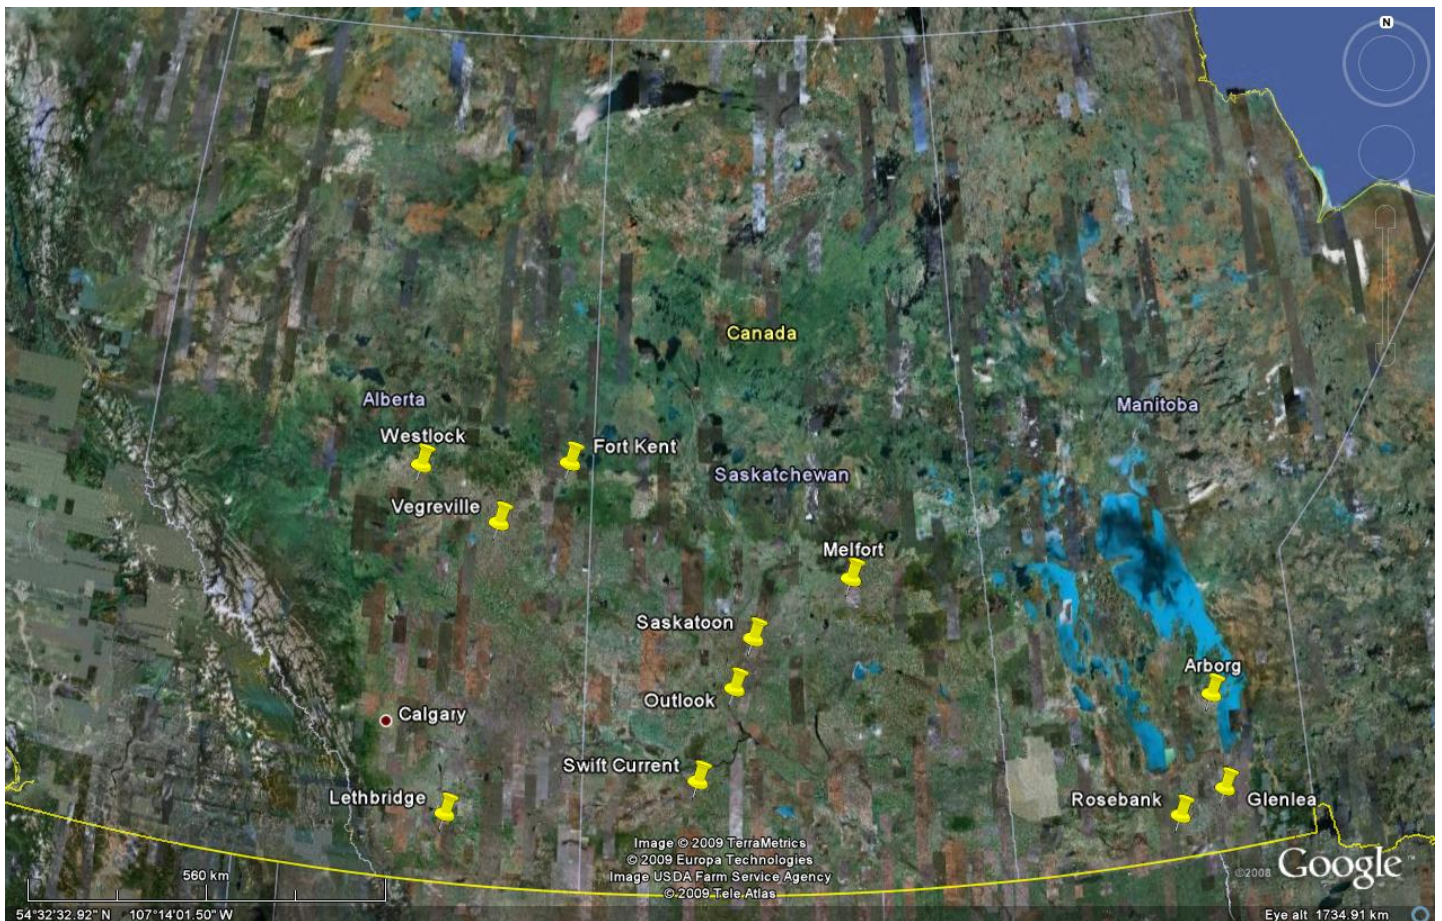 N
Canada
Alberta
Manitoba
Westlock
Fort Kent
Saskatchewan
Vegreville
Melfort
Saskatoon
Arborg
Outlook
Calgary
Swift Current
Lethbridge
Rosebank
Glenlea
Image © 2009 TerraMetrics
© 2009 Europa Technologies
Image USDA Farm Service Agency
© 2009 Tele Atlas
560 km
©2008 Google™
54°32'32.92" N 107°14'01.50" W
Eye alt 1734.91 km